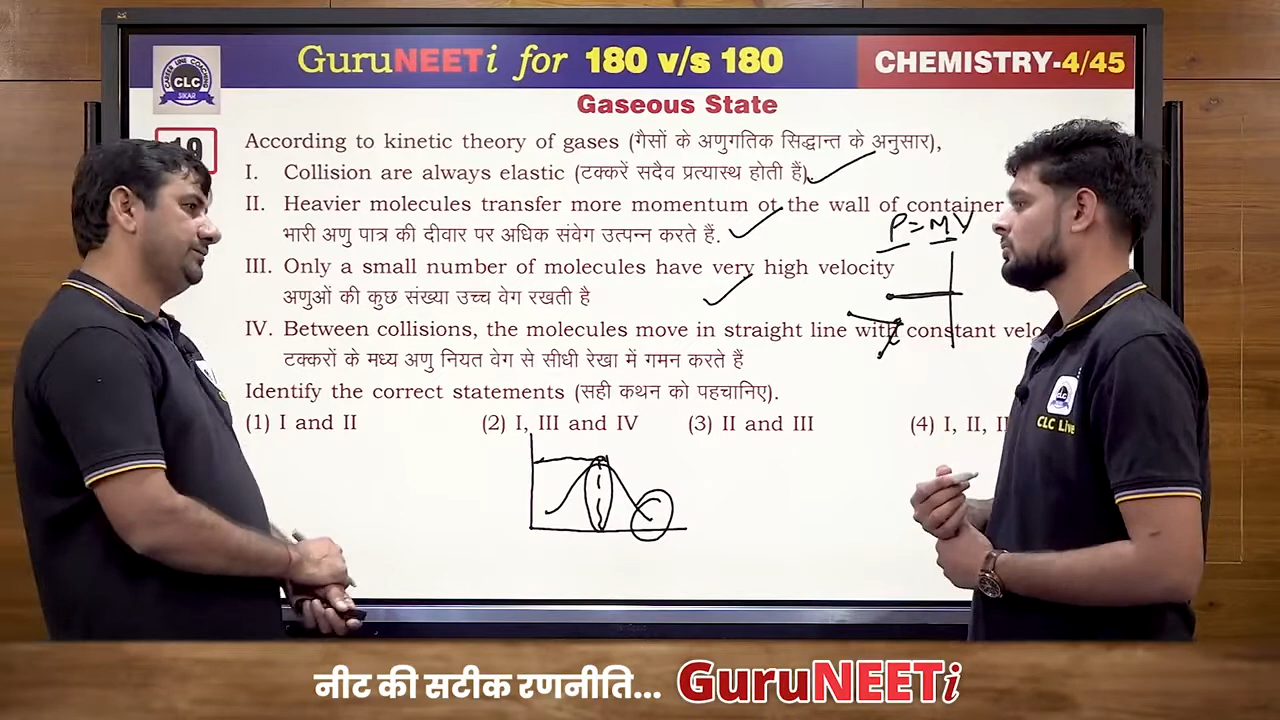 GuruNEETi for 180 v/s 180
CHEMISTRY-4/45
CLC
SIKAR
Gaseous State
According to kinetic theory of gases (गैसों के अणुगतिक सिद्धान्त के अनुसार),
I. Collision are always elastic (टक्करें सदैव प्रत्यास्थ होती हैं).
II. Heavier molecules transfer more momentum ot the wall of container
भारी अणु पात्र की दीवार पर अधिक संवेग उत्पन्न करते हैं.
P=MV
III. Only a small number of molecules have very high velocity
अणुओं की कुछ संख्या उच्च वेग रखती है
IV. Between collisions, the molecules move in straight line with constant
टक्करों के मध्य अणु नियत वेग से सीधी रेखा में गमन करते हैं
Identify the correct statements (सही कथन को पहचानिए).
(1) I and II (2) I, III and IV (3) II and III (4) I, II,
CLC Live
नीट की सटीक रणनीति... GuruNEETi